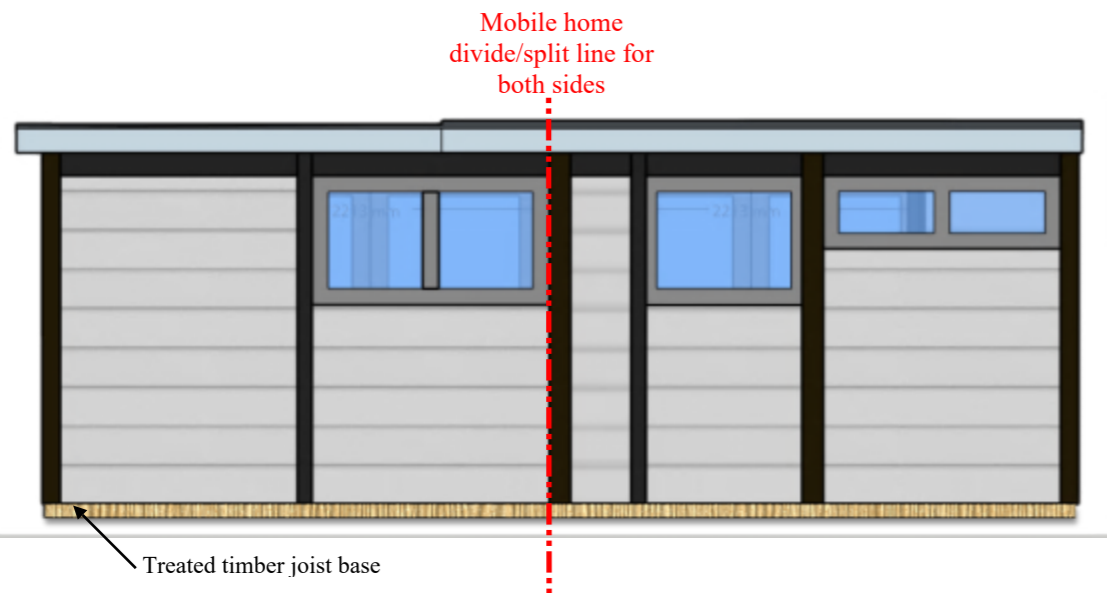 Mobile home
divide/split line for
both sides
Treated timber joist base